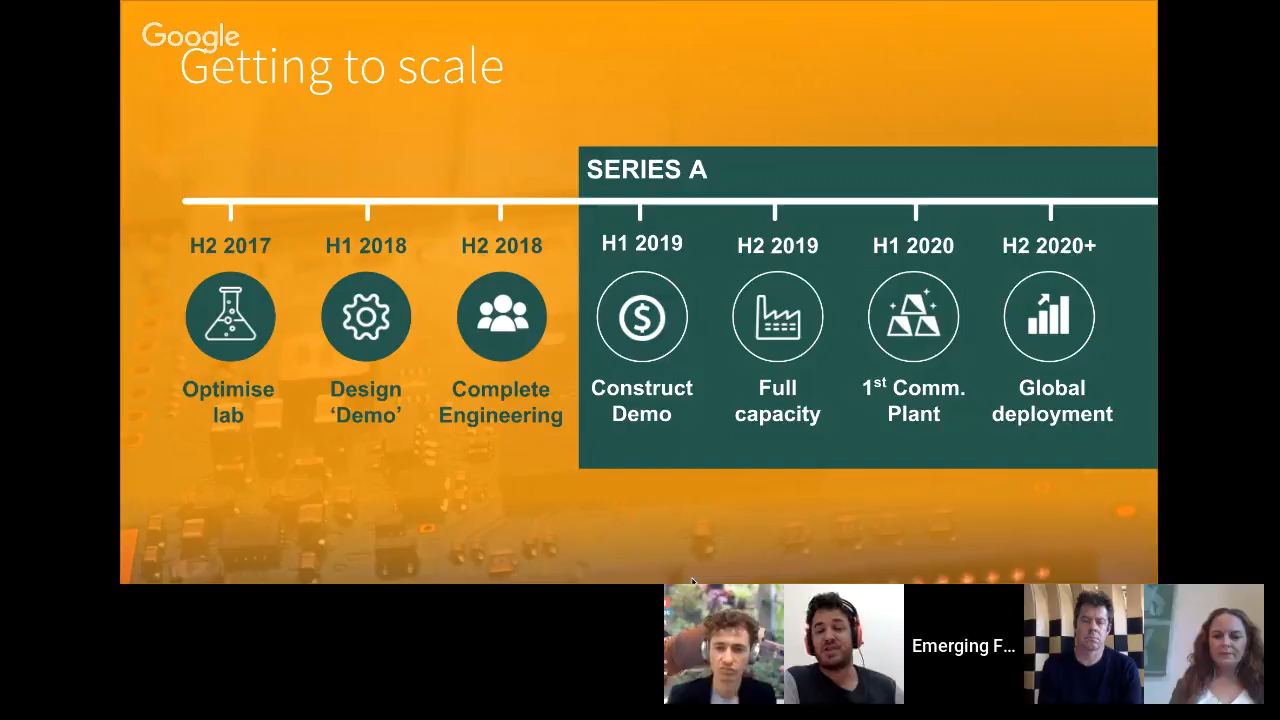 Google
Getting to scale
SERIES A
H2 2017
H1 2018
H2 2018
H1 2019
H2 2019
H1 2020
H2 2020+
$
Optimise
lab
Design
‘Demo’
Complete
Engineering
Construct
Demo
Full
capacity
1st Comm.
Plant
Global
deployment
Emerging F...